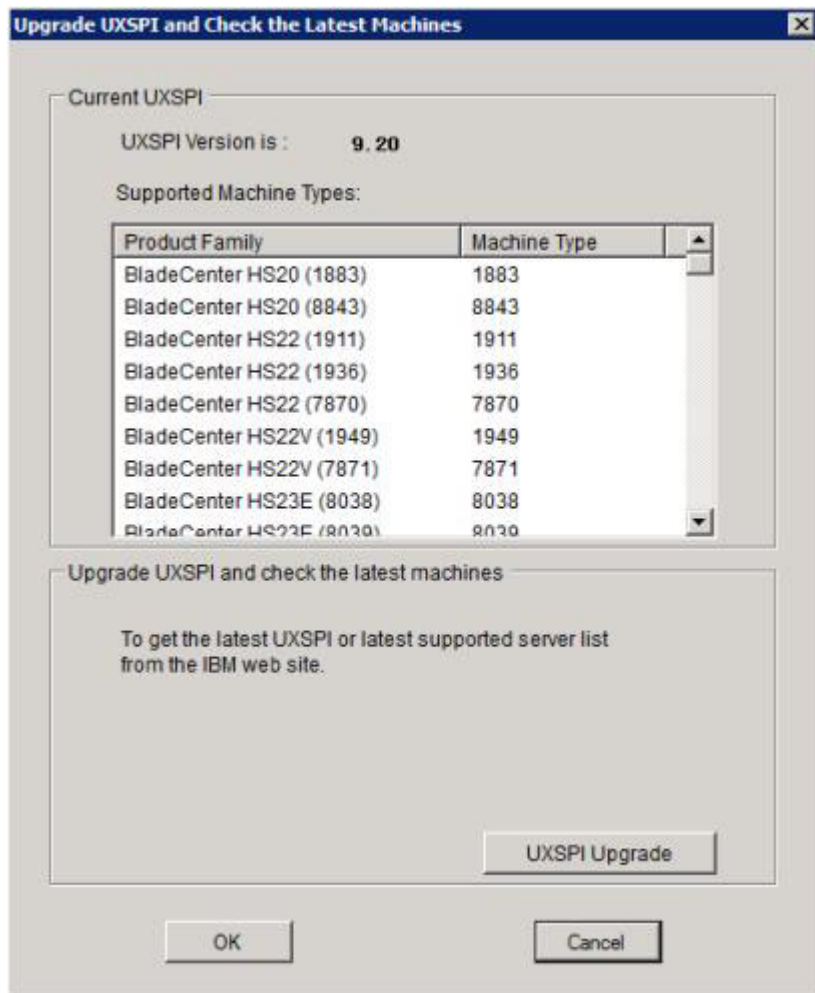 Upgrade UXSPI and Check the Latest Machines
Current UXSPI
UXSPI Version is : 9.20
Supported Machine Types:
Product Family Machine Type
BladeCenter HS20 (1883) 1883
BladeCenter HS20 (8843) 8843
BladeCenter HS22 (1911) 1911
BladeCenter HS22 (1936) 1936
BladeCenter HS22 (7870) 7870
BladeCenter HS22V (1949) 1949
BladeCenter HS22V (7871) 7871
BladeCenter HS23E (8038) 8038
BladeCenter HS23E (8039) 8039
Upgrade UXSPI and check the latest machines
To get the latest UXSPI or latest supported server list
from the IBM web site.
UXSPI Upgrade
OK Cancel